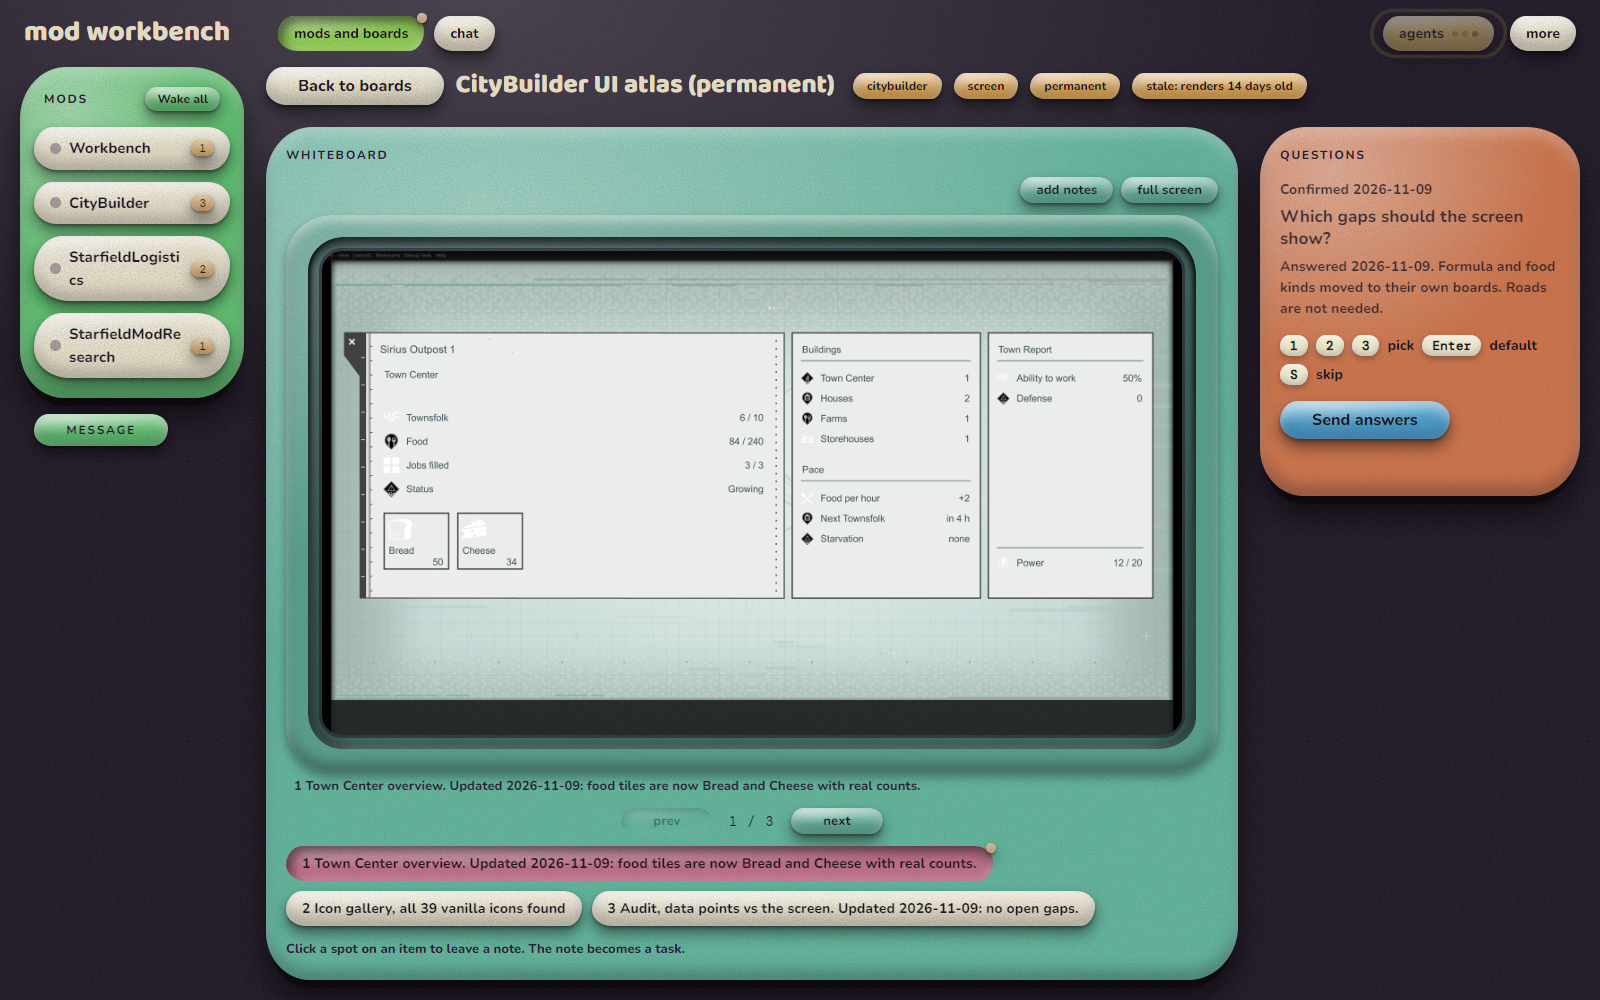 mod workbench
mods and boards
chat
agents
more
MODS
Wake all
Workbench
1
CityBuilder
3
StarfieldLogisti
cs
2
StarfieldModRe
search
1
MESSAGE
Back to boards
CityBuilder UI atlas (permanent)
citybuilder
screen
permanent
stale: renders 14 days old
WHITEBOARD
add notes
full screen
View Controls Bookmarks Debug Tools Help
Sirius Outpost 1
Town Center
Townsfolk 6 / 10
Food 84 / 240
Jobs filled 3 / 3
Status Growing
Bread
50
Cheese
34
Buildings
Town Center 1
Houses 2
Farms 1
Storehouses 1
Pace
Food per hour +2
Next Townsfolk in 4 h
Starvation none
Town Report
Ability to work 50%
Defense 0
Power 12 / 20
1 Town Center overview. Updated 2026-11-09: food tiles are now Bread and Cheese with real counts.
prev
1 / 3
next
1 Town Center overview. Updated 2026-11-09: food tiles are now Bread and Cheese with real counts.
2 Icon gallery, all 39 vanilla icons found
3 Audit, data points vs the screen. Updated 2026-11-09: no open gaps.
Click a spot on an item to leave a note. The note becomes a task.
QUESTIONS
Confirmed 2026-11-09
Which gaps should the screen
show?
Answered 2026-11-09. Formula and food
kinds moved to their own boards. Roads
are not needed.
1 2 3 pick Enter default
S skip
Send answers